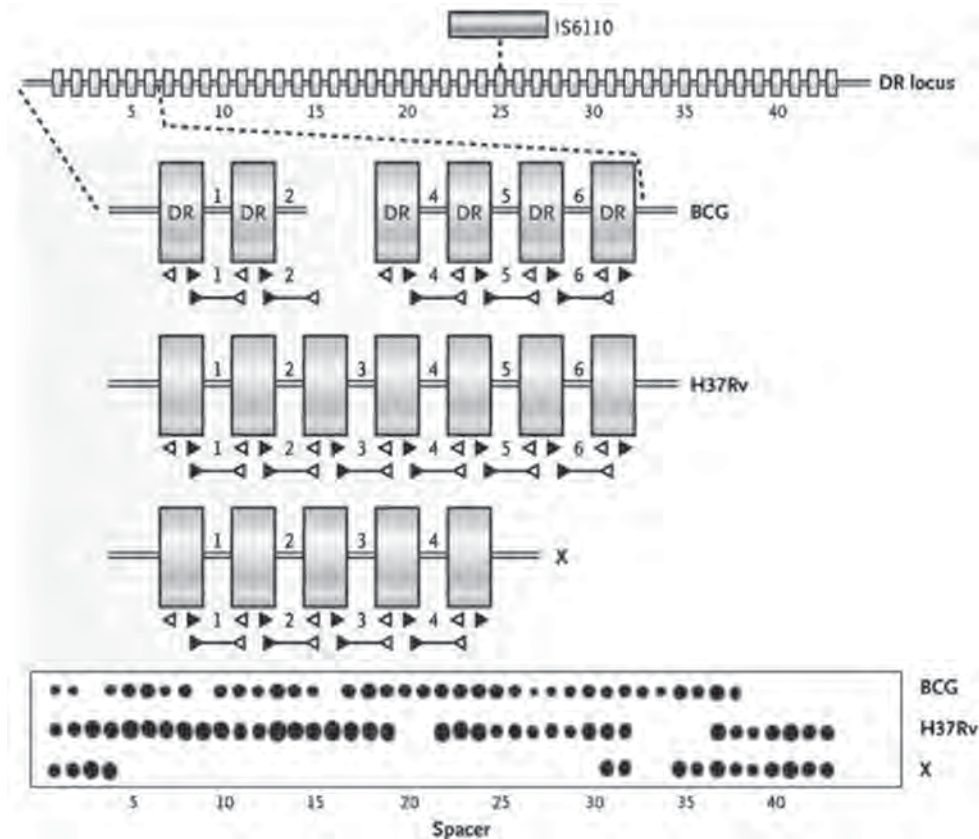 IS6110
DR locus
5 10 15 20 25 30 35 40
1 2 4 5 6
DR DR DR DR DR DR BCG
1 2 4 5 6
1 2 3 4 5 6
H37Rv
1 2 3 4 5 6
1 2 3 4
X
1 2 3 4
BCG
H37Rv
X
5 10 15 20 25 30 35 40
Spacer